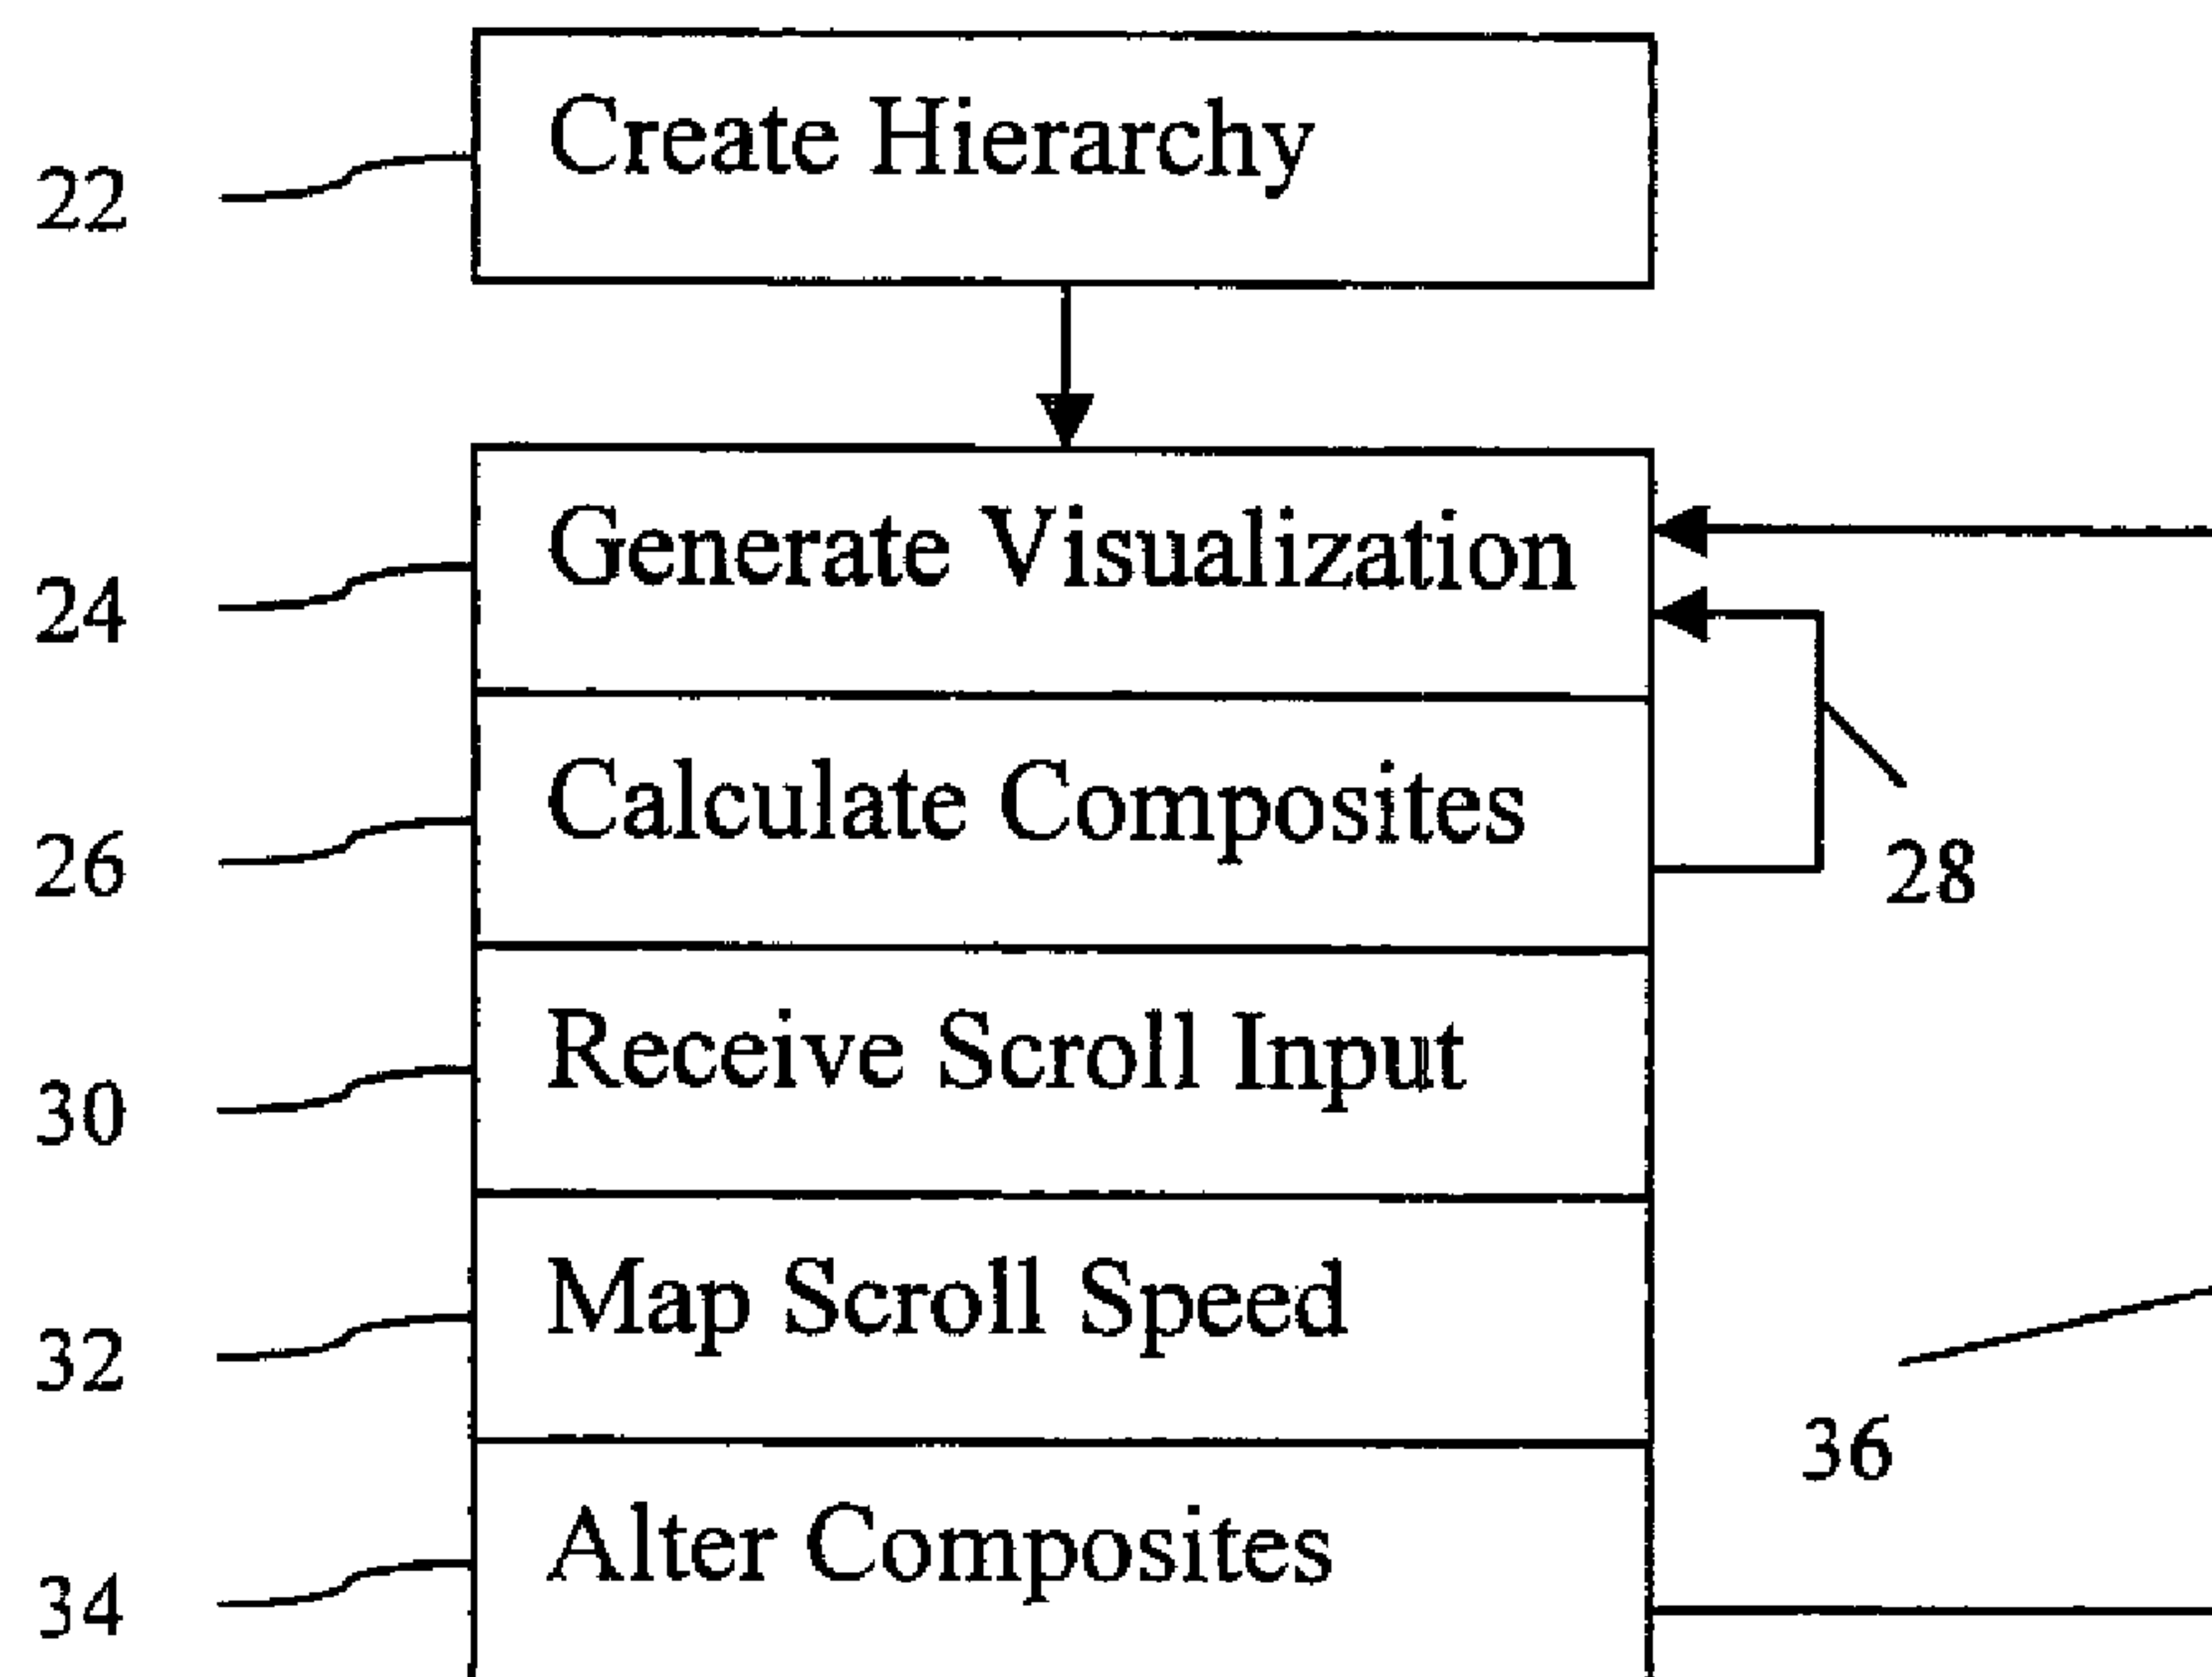 22
Create Hierarchy
24
Generate Visualization
26
Calculate Composites
28
30
Receive Scroll Input
32
Map Scroll Speed
36
34
Alter Composites